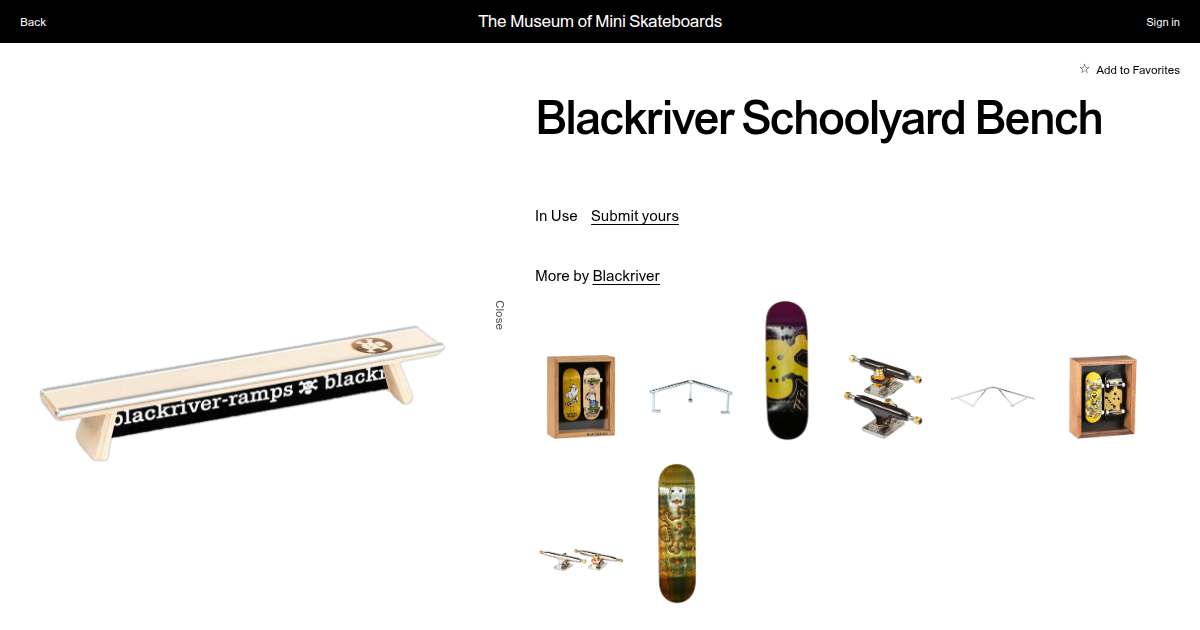 Back
The Museum of Mini Skateboards
Sign in
☆ Add to Favorites
Blackriver Schoolyard Bench
In Use Submit yours
More by Blackriver
Close
blackriver-ramps blackri